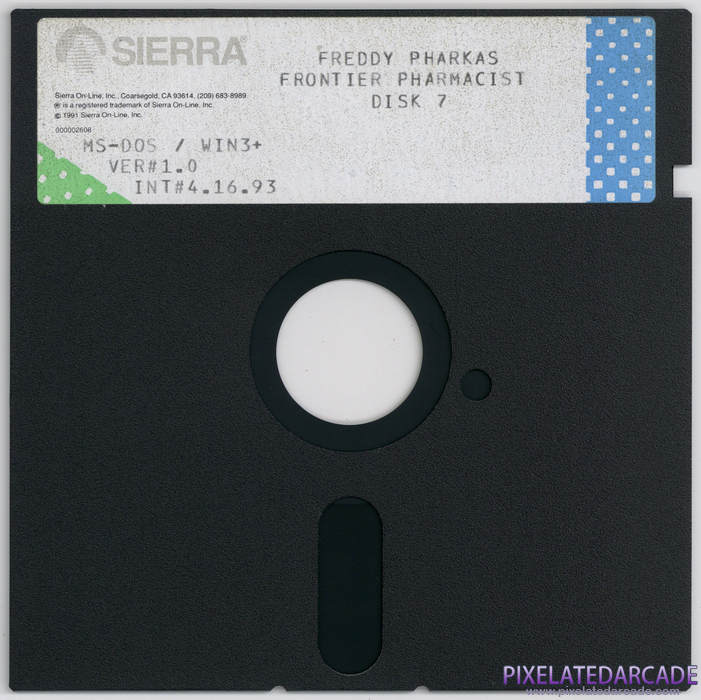 SIERRA®
FREDDY PHARKAS
FRONTIER PHARMACIST
DISK 7
Sierra On-Line, Inc., Coarsegold, CA 93614, (209) 683-8989.
® is a registered trademark of Sierra On-Line, Inc.
© 1991 Sierra On-Line, Inc.
000002608
MS-DOS / WIN3+
VER#1.0
INT#4.16.93
PIXELATEDARCADE
www.pixelatedarcade.com